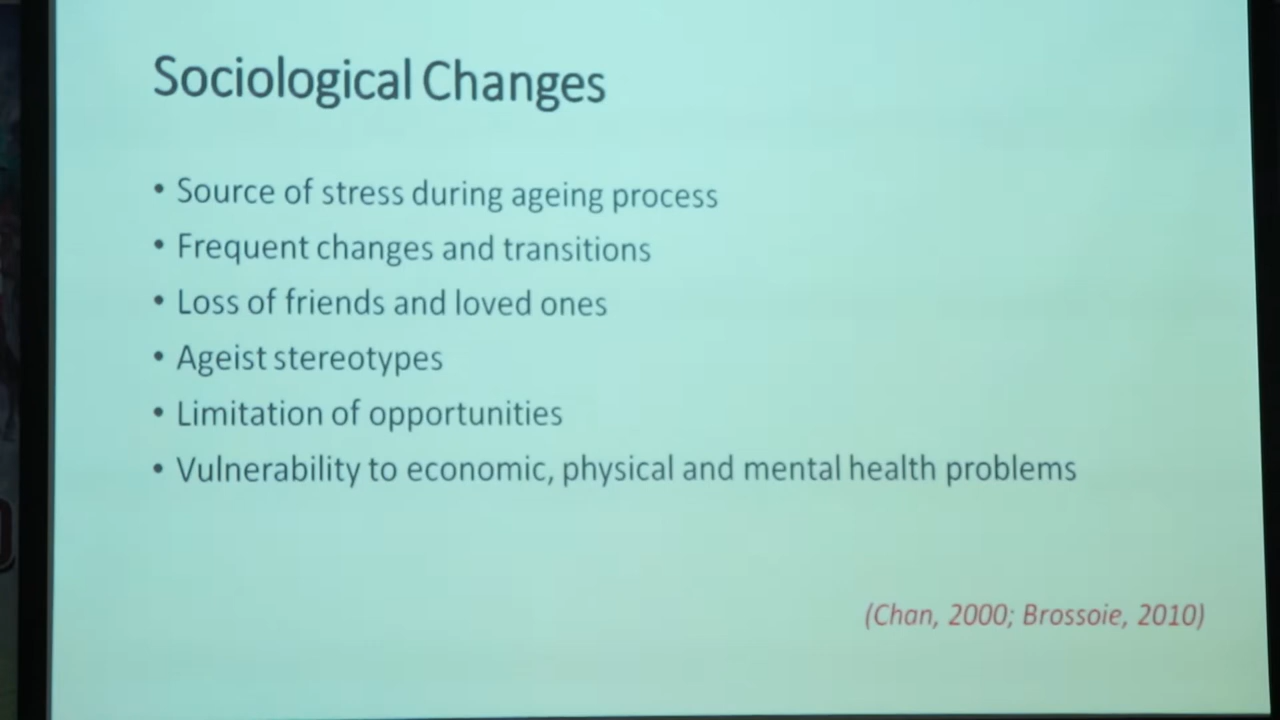 Sociological Changes
• Source of stress during ageing process
• Frequent changes and transitions
• Loss of friends and loved ones
• Ageist stereotypes
• Limitation of opportunities
• Vulnerability to economic, physical and mental health problems
(Chan, 2000; Brossoie, 2010)